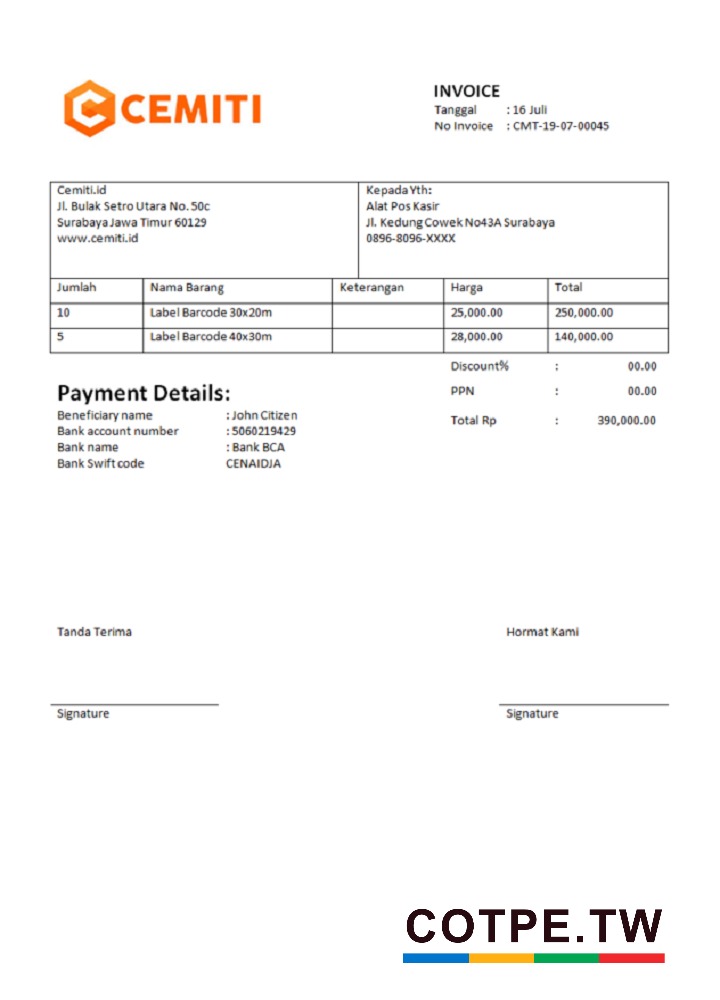 CEMITI
INVOICE
Tanggal : 16 Juli
No Invoice : CMT-19-07-00045
Cemiti.id
Jl. Bulak Setro Utara No. 50c
Surabaya Jawa Timur 60129
www.cemiti.id
Kepada Yth:
Alat Pos Kasir
Jl. Kedung Cowek No43A Surabaya
0896-8096-XXXX
Jumlah Nama Barang Keterangan Harga Total
10 Label Barcode 30x20m 25,000.00 250,000.00
5 Label Barcode 40x30m 28,000.00 140,000.00
Discount% : 00.00
PPN : 00.00
Total Rp : 390,000.00
Payment Details:
Beneficiary name : John Citizen
Bank account number : 5060219429
Bank name : Bank BCA
Bank Swift code CENAIDJA
Tanda Terima Hormat Kami
Signature Signature
COTPE.TW